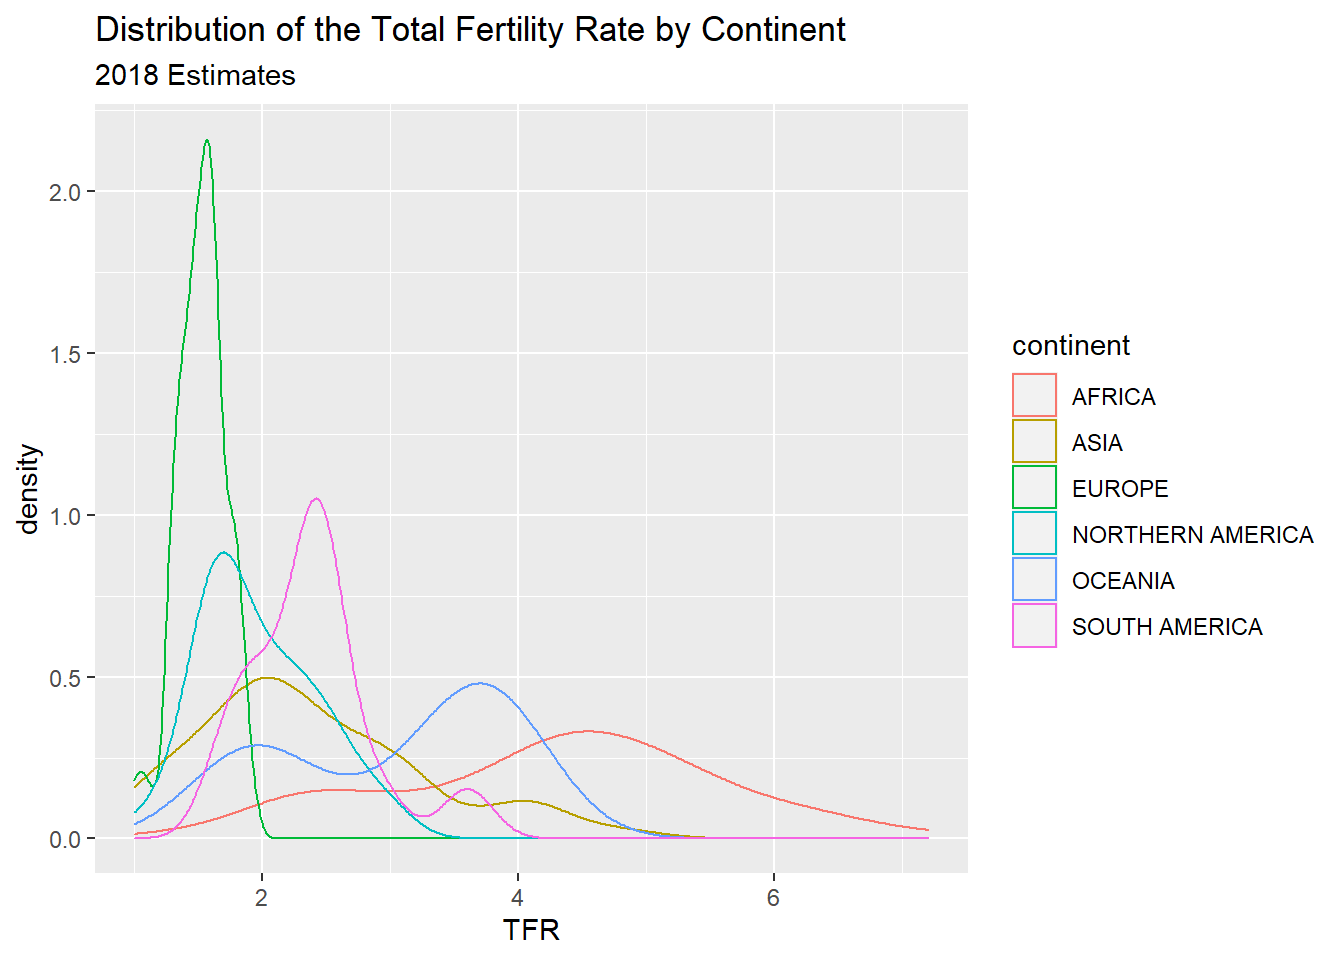 Distribution of the Total Fertility Rate by Continent
2018 Estimates
2.0
1.5
1.0
0.5
0.0
density
2
4
6
TFR
continent
AFRICA
ASIA
EUROPE
NORTHERN AMERICA
OCEANIA
SOUTH AMERICA